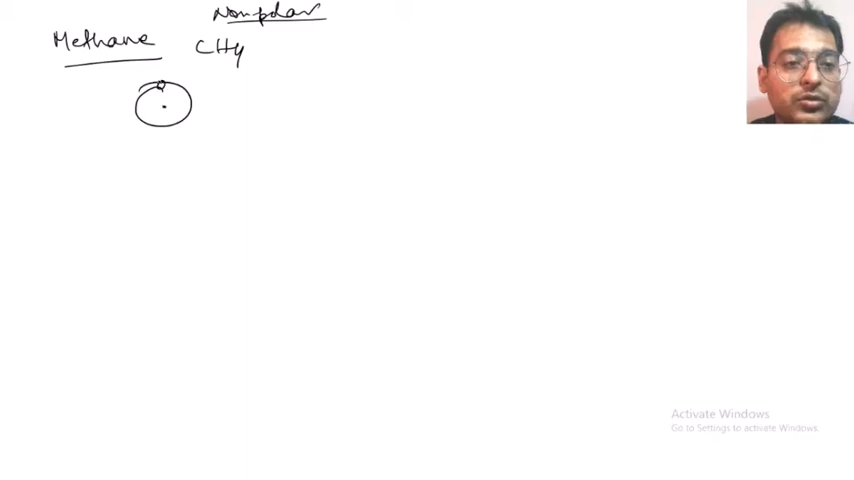 Nonpolar
Methane CH4
Activate Windows
Go to Settings to activate Windows.